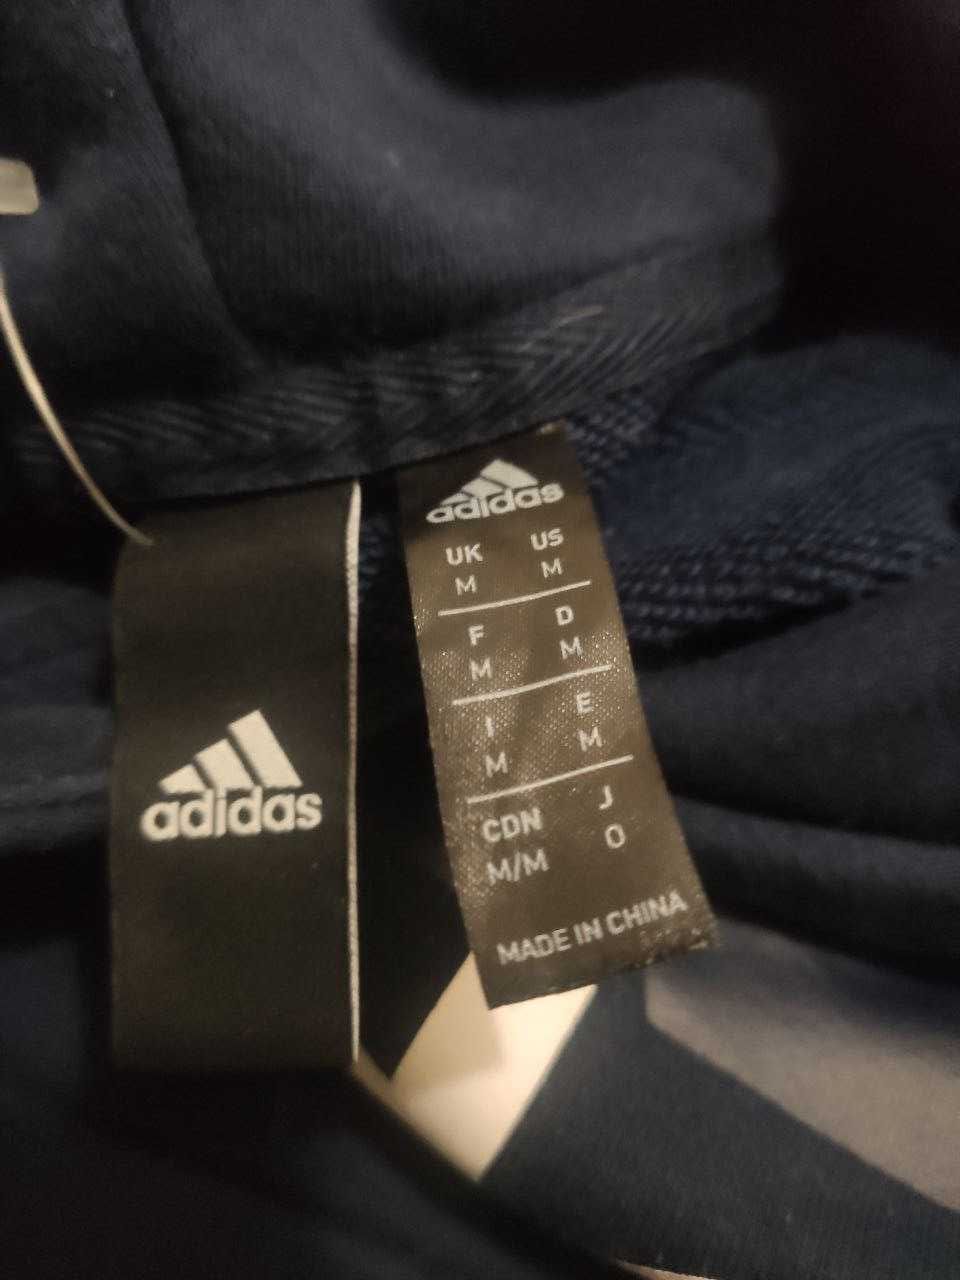 adidas
adidas
UK US
M M
F D
M M
I E
M M
CDN J
M/M O
MADE IN CHINA